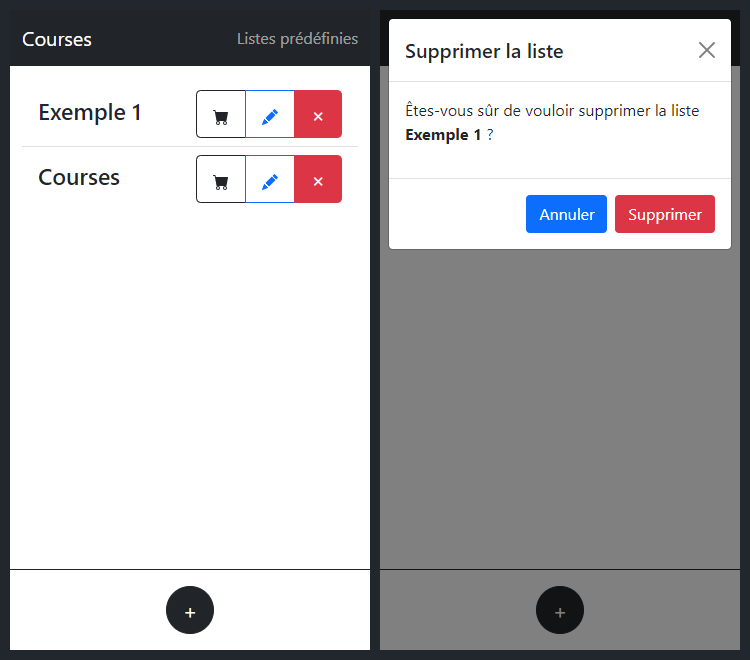 Courses
Listes prédéfinies
Exemple 1
Courses
+
Supprimer la liste
Êtes-vous sûr de vouloir supprimer la liste
Exemple 1 ?
Annuler
Supprimer
+